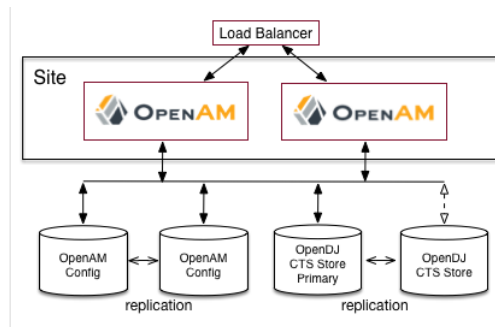 Load Balancer
Site
OPENAM
OPENAM
OpenAM
Config
OpenAM
Config
OpenDJ
CTS Store
Primary
OpenDJ
CTS Store
replication
replication